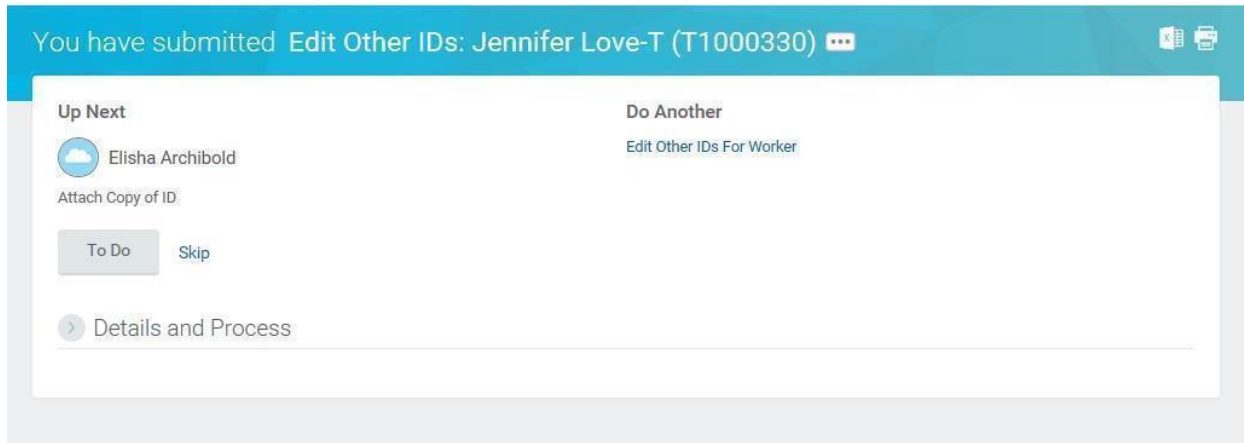 You have submitted Edit Other IDs: Jennifer Love-T (T1000330)
Up Next
Elisha Archibold
Attach Copy of ID
To Do
Skip
Details and Process
Do Another
Edit Other IDs For Worker